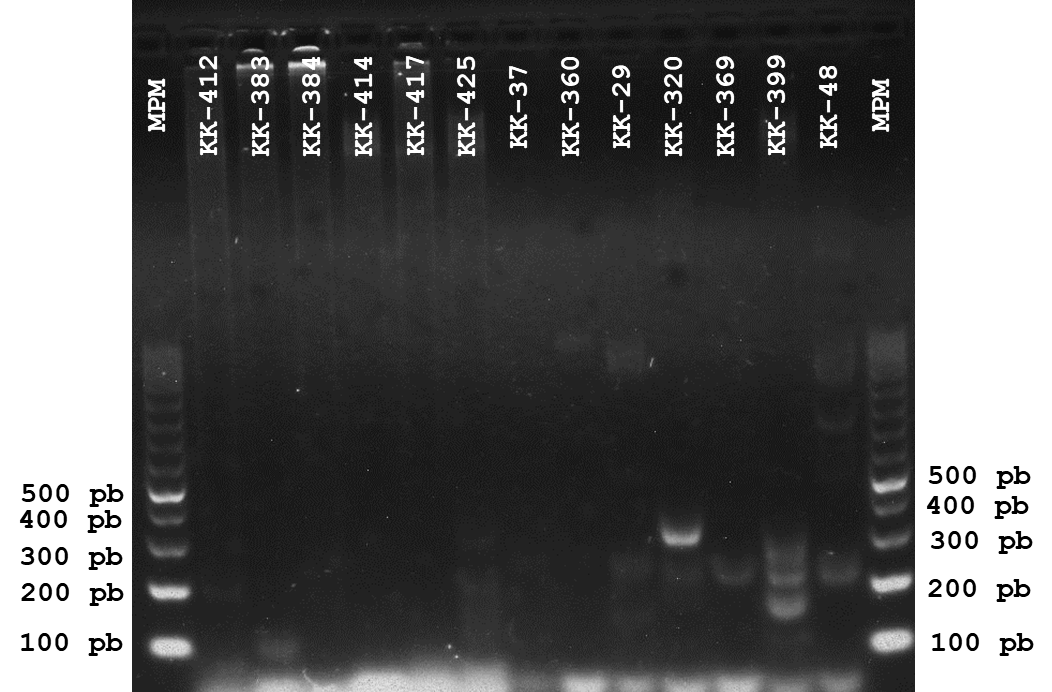 MPM
KK-412
KK-383
KK-384
KK-414
KK-417
KK-425
KK-37
KK-360
KK-29
KK-320
KK-369
KK-399
KK-48
MPM
500 pb
400 pb
300 pb
200 pb
100 pb
500 pb
400 pb
300 pb
200 pb
100 pb